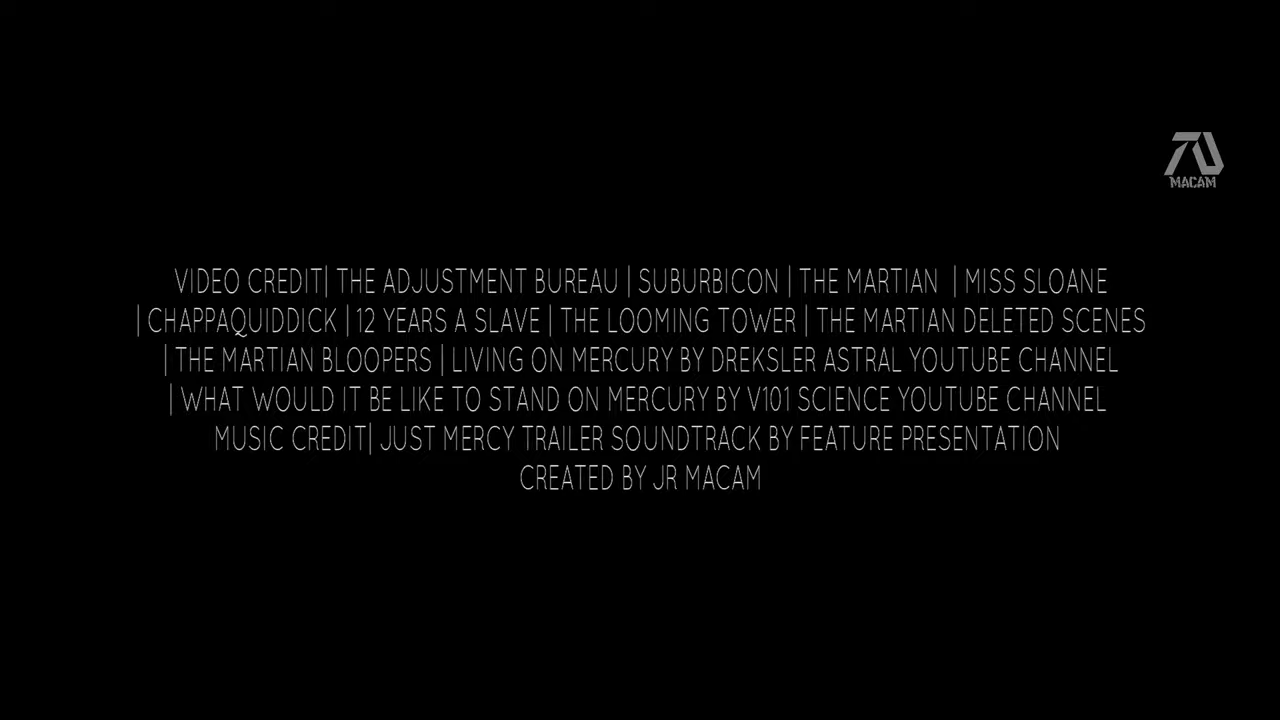 MACAM
VIDEO CREDIT| THE ADJUSTMENT BUREAU | SUBURBICON | THE MARTIAN | MISS SLOANE
| CHAPPAQUIDDICK | 12 YEARS A SLAVE | THE LOOMING TOWER | THE MARTIAN DELETED SCENES
| THE MARTIAN BLOOPERS | LIVING ON MERCURY BY DREKSLER ASTRAL YOUTUBE CHANNEL
| WHAT WOULD IT BE LIKE TO STAND ON MERCURY BY V101 SCIENCE YOUTUBE CHANNEL
MUSIC CREDIT| JUST MERCY TRAILER SOUNDTRACK BY FEATURE PRESENTATION
CREATED BY JR MACAM